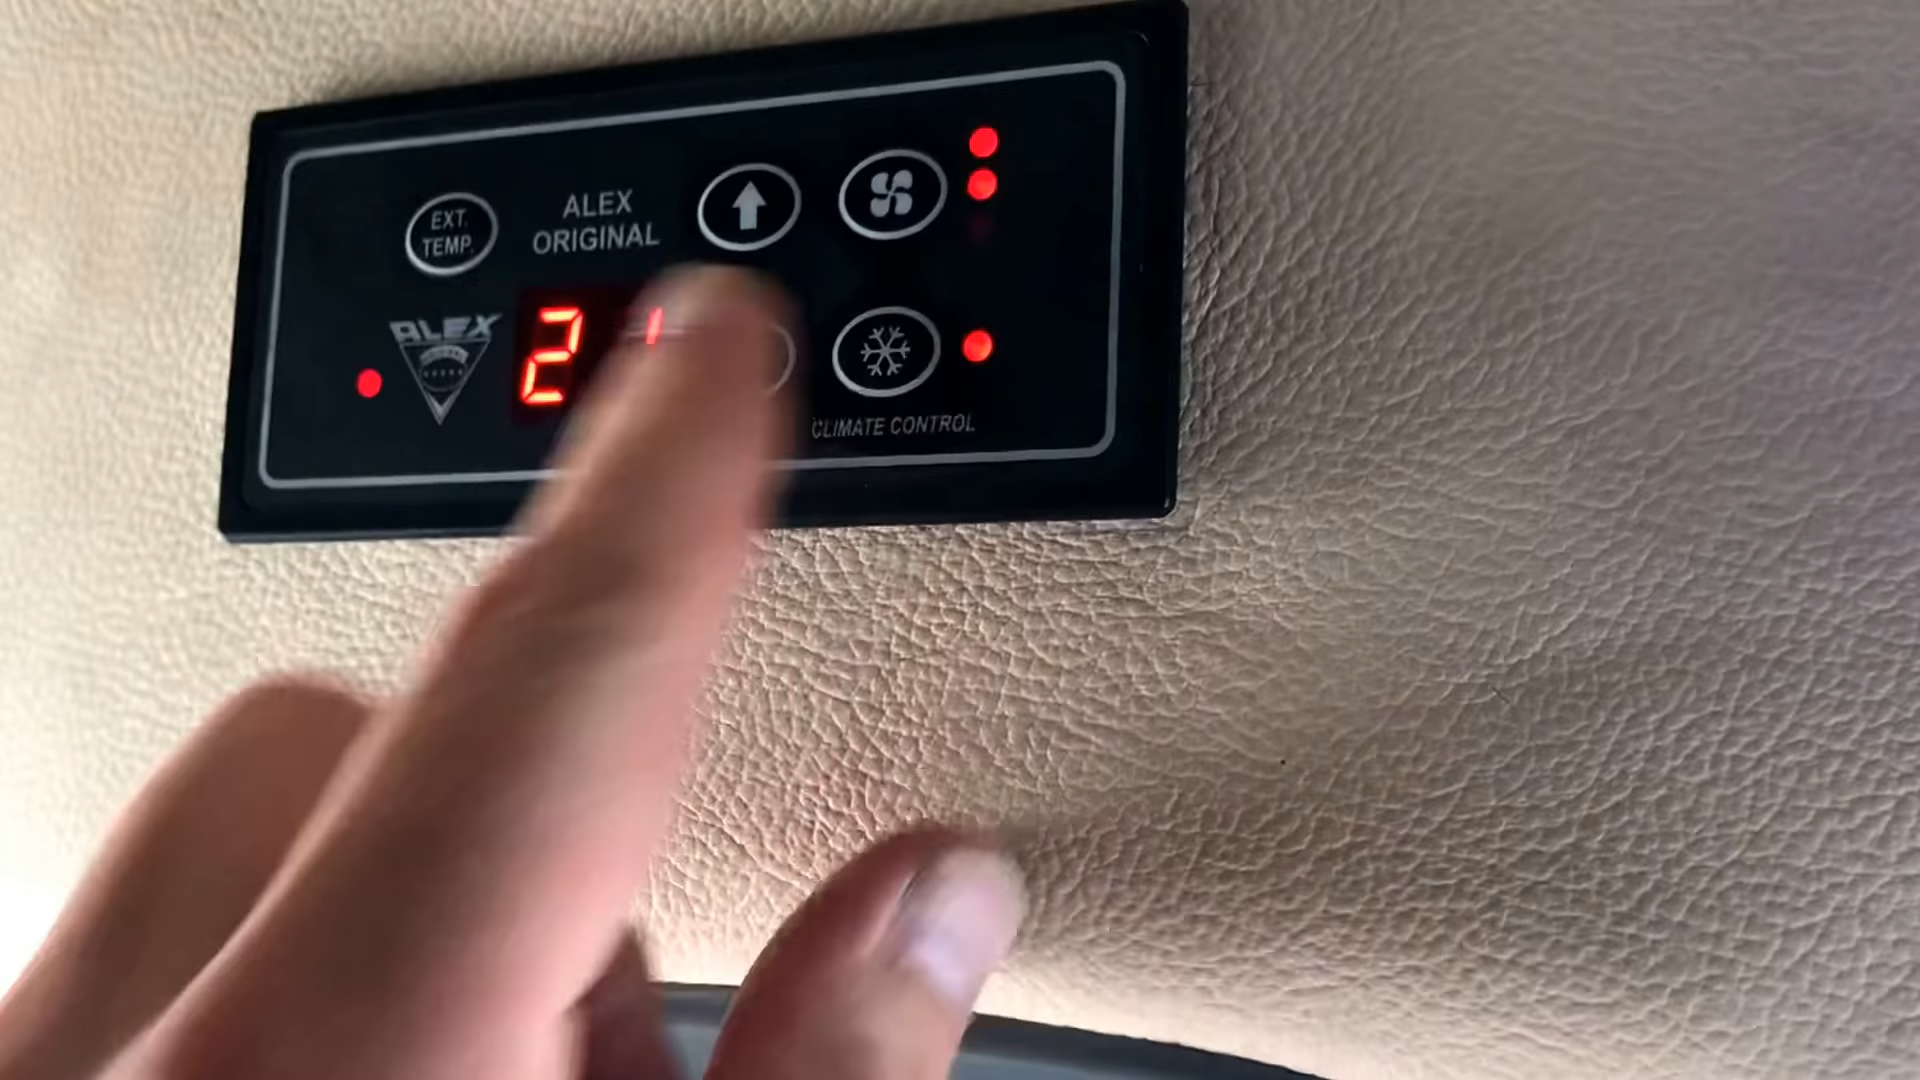 EXT.
TEMP.
ALEX
ORIGINAL
ALEX
2
CLIMATE CONTROL